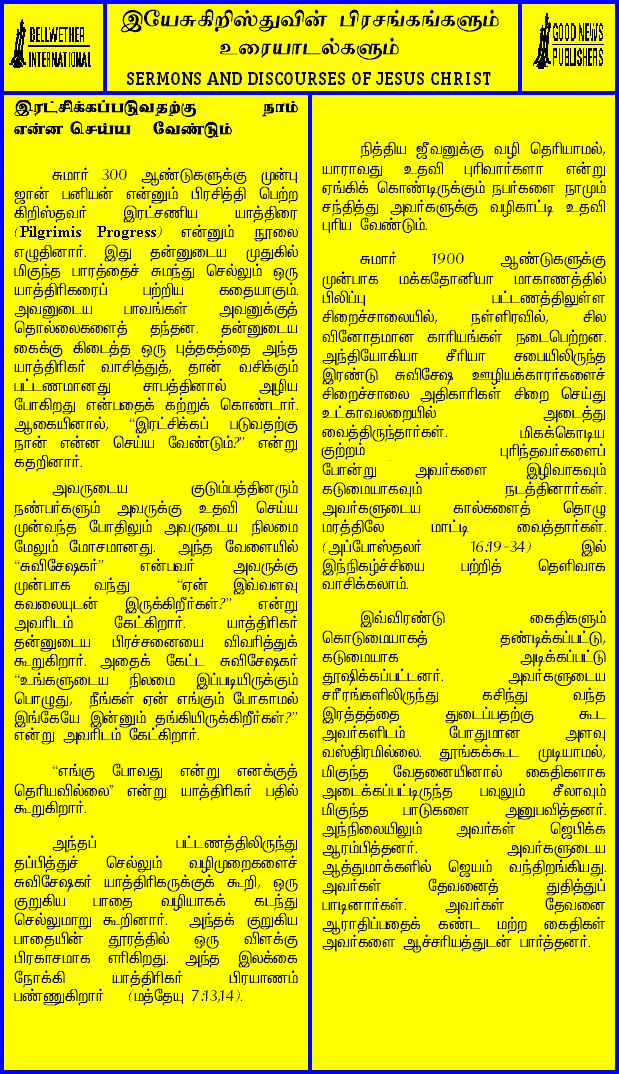 BELLWETHER
INTERNATIONAL
இயேசுகிறிஸ்துவின் பிரசங்கங்களும்
உரையாடல்களும்
SERMONS AND DISCOURSES OF JESUS CHRIST
GOOD NEWS
PUBLISHERS
இரட்சிக்கப்படுவதற்கு நாம்
என்ன செய்ய வேண்டும்
சுமார் 300 ஆண்டுகளுக்கு முன்பு
ஜான் பனியன் என்னும் பிரசித்தி பெற்ற
கிறிஸ்தவர் இரட்சணிய யாத்திரை
(Pilgrimis Progress) என்னும் நூலை
எழுதினார். இது தன்னுடைய முதுகில்
மிகுந்த பாரத்தைச் சுமந்து செல்லும் ஒரு
யாத்திரிகரைப் பற்றிய கதையாகும்.
அவனுடைய பாவங்கள் அவனுக்குத்
தொல்லைகளைத் தந்தன. தன்னுடைய
கைக்கு கிடைத்த ஒரு புத்தகத்தை அந்த
யாத்திரிகர் வாசித்துத், தான் வசிக்கும்
பட்டணமானது சாபத்தினால் அழிய
போகிறது என்பதைக் கற்றுக் கொண்டார்.
ஆகையினால், “இரட்சிக்கப் படுவதற்கு
நான் என்ன செய்ய வேண்டும்?” என்று
கதறினார்.
அவருடைய குடும்பத்தினரும்
நண்பர்களும் அவருக்கு உதவி செய்ய
முன்வந்த போதிலும் அவருடைய நிலமை
மேலும் மோசமானது. அந்த வேளையில்
“சுவிசேஷகர்” என்பவர் அவருக்கு
முன்பாக வந்து “ஏன் இவ்வளவு
கவலையுடன் இருக்கிறீர்கள்?” என்று
அவரிடம் கேட்கிறார். யாத்திரிகர்
தன்னுடைய பிரச்சனையை விவரித்துக்
கூறுகிறார். அதைக் கேட்ட சுவிசேஷகர்
“உங்களுடைய நிலமை இப்படியிருக்கும்
பொழுது, நீங்கள் ஏன் எங்கும் போகாமல்
இங்கேயே இன்னும் தங்கியிருக்கிறீர்கள்?”
என்று அவரிடம் கேட்கிறார்.
“எங்கு போவது என்று எனக்குத்
தெரியவில்லை” என்று யாத்திரிகர் பதில்
கூறுகிறார்.
அந்தப் பட்டணத்திலிருந்து
தப்பித்துச் செல்லும் வழிமுறைகளைச்
சுவிசேஷகர் யாத்திரிகருக்குக் கூறி, ஒரு
குறுகிய பாதை வழியாகக் கடந்து
செல்லுமாறு கூறினார். அந்தக் குறுகிய
பாதையின் தூரத்தில் ஒரு விளக்கு
பிரகாசமாக எரிகிறது. அந்த இலக்கை
நோக்கி யாத்திரிகர் பிரயாணம்
பண்ணுகிறார் (மத்தேயு 7:13,14).
நித்திய ஜீவனுக்கு வழி தெரியாமல்,
யாராவது உதவி புரிவார்களா என்று
ஏங்கிக் கொண்டிருக்கும் நபர்களை நாமும்
சந்தித்து அவர்களுக்கு வழிகாட்டி உதவி
புரிய வேண்டும்.
சுமார் 1900 ஆண்டுகளுக்கு
முன்பாக மக்கதோனியா மாகாணத்தில்
பிலிப்பு பட்டணத்திலுள்ள
சிறைச்சாலையில், நள்ளிரவில், சில
வினோதமான காரியங்கள் நடைபெற்றன.
அந்தியோகியா சீரியா சபையிலிருந்த
இரண்டு சுவிசேஷ ஊழியக்காரர்களைச்
சிறைச்சாலை அதிகாரிகள் சிறை செய்து
உட்காவலறையில் அடைத்து
வைத்திருந்தார்கள். மிகக்கொடிய
குற்றம் புரிந்தவர்களைப்
போன்று அவர்களை இழிவாகவும்
கடுமையாகவும் நடத்தினார்கள்.
அவர்களுடைய கால்களைத் தொழு
மரத்திலே மாட்டி வைத்தார்கள்.
(அப்போஸ்தலர் 16:19-34) இல்
இந்நிகழ்ச்சியை பற்றித் தெளிவாக
வாசிக்கலாம்.
இவ்விரண்டு கைதிகளும்
கொடுமையாகத் தண்டிக்கப்பட்டு,
கடுமையாக அடிக்கப்பட்டு
தூஷிக்கப்பட்டனர். அவர்களுடைய
சரீரங்களிலிருந்து கசிந்து வந்த
இரத்தத்தை துடைப்பதற்கு கூட
அவர்களிடம் போதுமான அளவு
வஸ்திரமில்லை. தூங்கக்கூட முடியாமல்,
மிகுந்த வேதனையினால் கைதிகளாக
அடைக்கப்பட்டிருந்த பவுலும் சீலாவும்
மிகுந்த பாடுகளை அனுபவித்தனர்.
அந்நிலையிலும் அவர்கள் ஜெபிக்க
ஆரம்பித்தனர். அவர்களுடைய
ஆத்துமாக்களில் ஜெயம் வந்திறங்கியது.
அவர்கள் தேவனைத் துதித்துப்
பாடினார்கள். அவர்கள் தேவனை
ஆராதிப்பதைக் கண்ட மற்ற கைதிகள்
அவர்களை ஆச்சரியத்துடன் பார்த்தனர்.